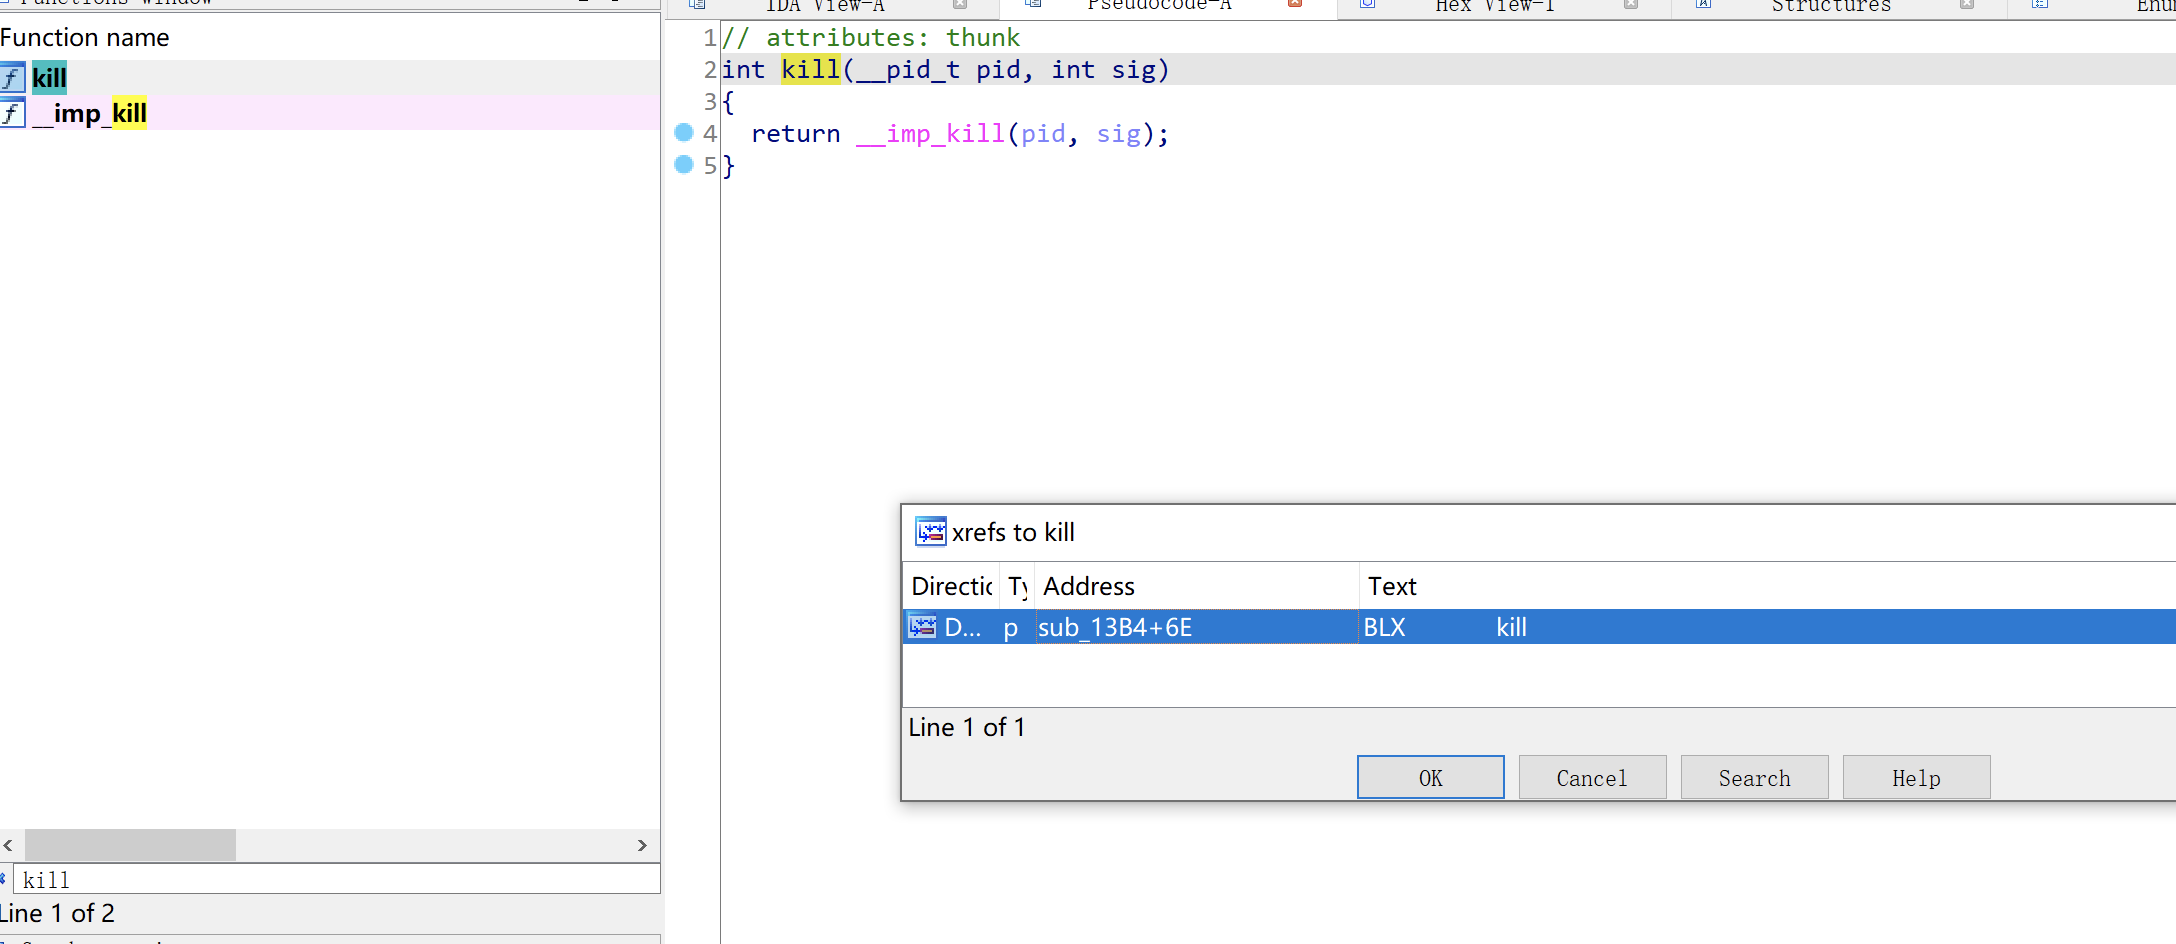 Functions window
IDA View-A
Pseudocode-A
Hex View-1
Structures
Function name
kill
__imp_kill
1 // attributes: thunk
2 int kill(__pid_t pid, int sig)
3 {
4   return __imp_kill(pid, sig);
5 }
xrefs to kill
Directic Ty Address Text
D... p sub_13B4+6E BLX kill
Line 1 of 1
OK Cancel Search Help
kill
Line 1 of 2